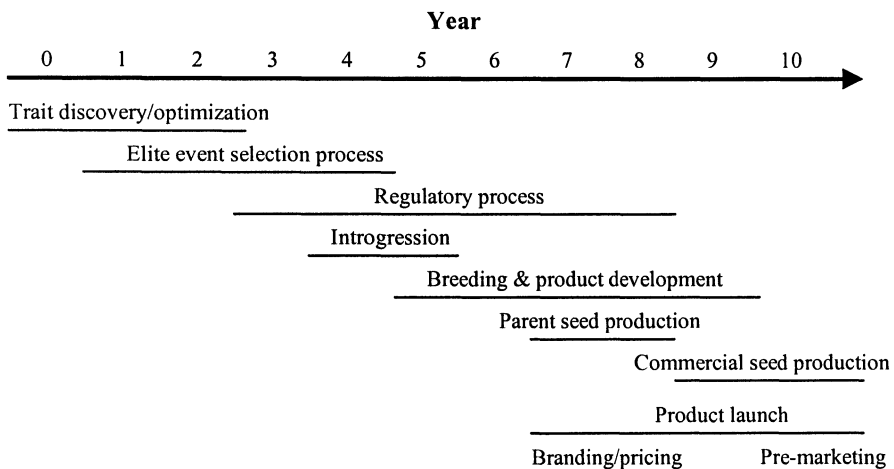 Year
0 1 2 3 4 5 6 7 8 9 10
Trait discovery/optimization
Elite event selection process
Regulatory process
Introgression
Breeding & product development
Parent seed production
Commercial seed production
Product launch
Branding/pricing Pre-marketing